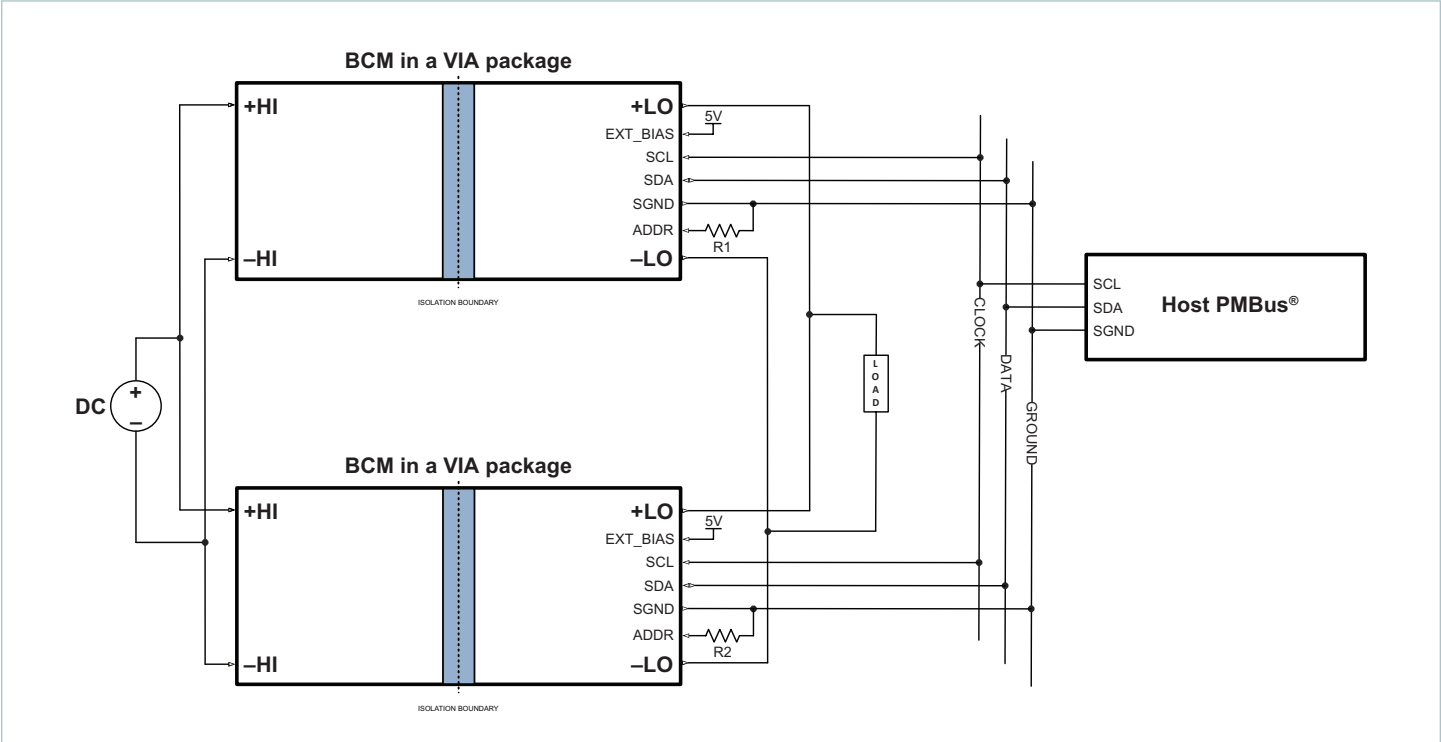 BCM in a VIA package
+HI
–HI
+LO
5V
EXT_BIAS
SCL
SDA
SGND
ADDR
R1
–LO
ISOLATION BOUNDARY
DC
+
–
LOAD
CLOCK
DATA
GROUND
SCL
SDA
SGND
Host PMBus®
BCM in a VIA package
+HI
–HI
+LO
5V
EXT_BIAS
SCL
SDA
SGND
ADDR
R2
–LO
ISOLATION BOUNDARY